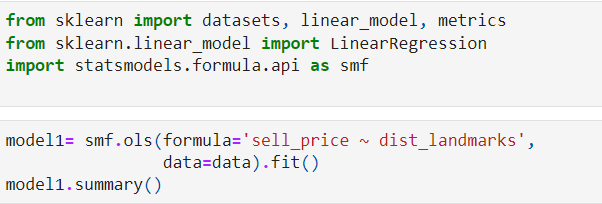 from sklearn import datasets, linear_model, metrics
from sklearn.linear_model import LinearRegression
import statsmodels.formula.api as smf
model1= smf.ols(formula='sell_price ~ dist_landmarks',
data=data).fit()
model1.summary()